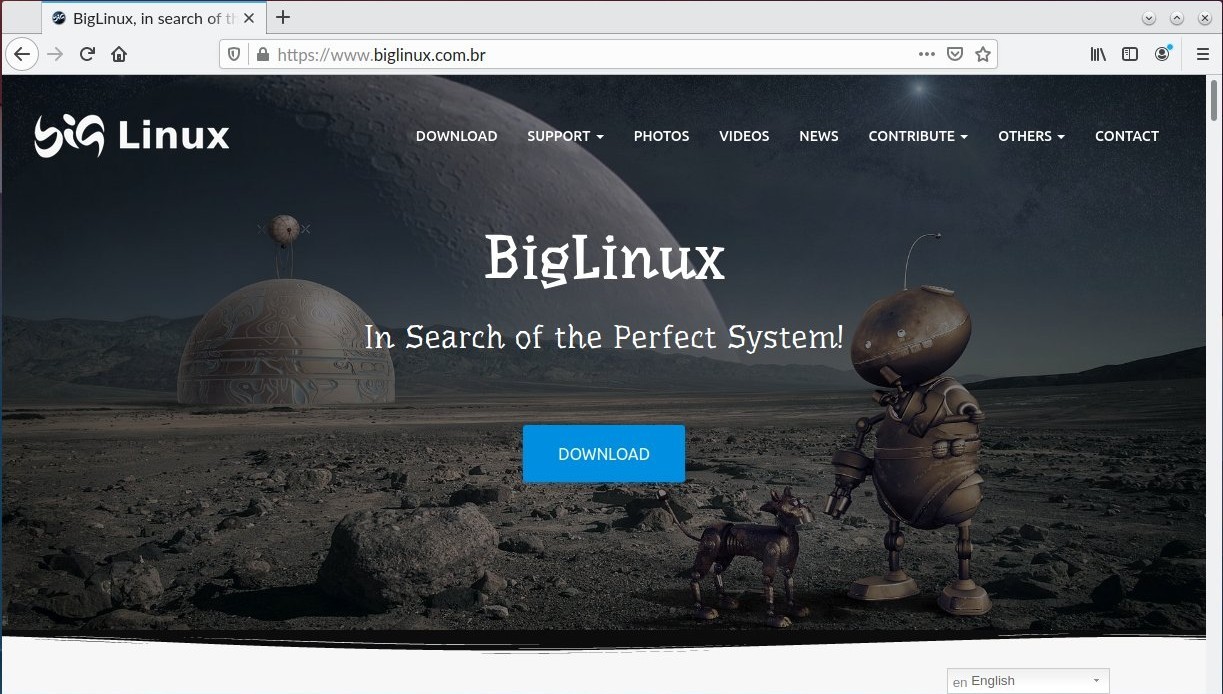 BigLinux, in search of th
https://www.biglinux.com.br
big Linux
DOWNLOAD SUPPORT PHOTOS VIDEOS NEWS CONTRIBUTE OTHERS CONTACT
BigLinux
In Search of the Perfect System!
DOWNLOAD
en English